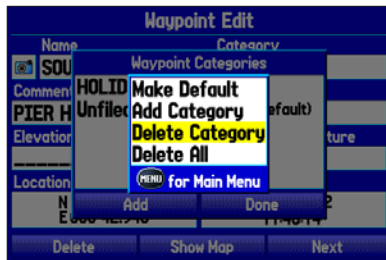 Waypoint Edit
Name Category
SOU
Waypoint Categories
Comment
HOLID
Make Default
PIER H
Unfiled
Add Category
efault)
Elevation
Delete Category
ture
Delete All
Location
MENU for Main Menu
N
Add Done
E
Delete Show Map Next